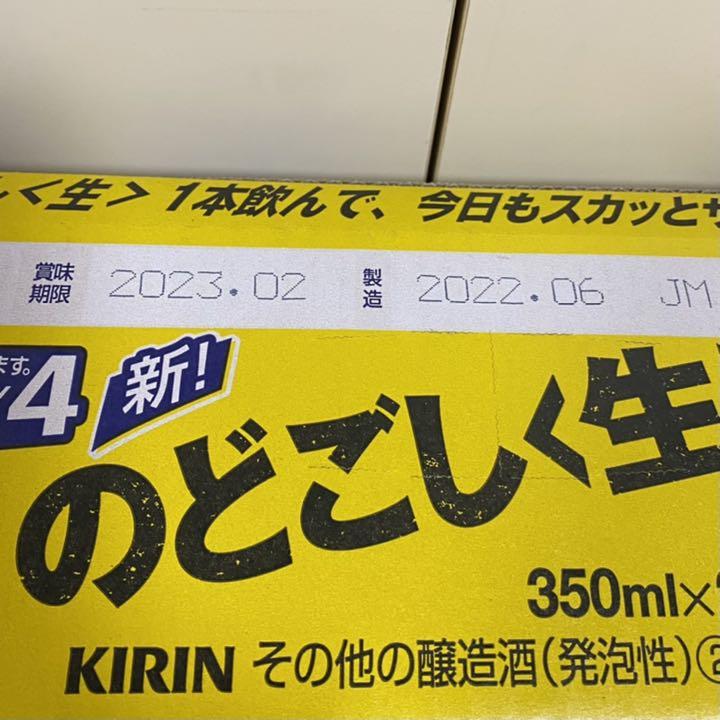 く生＞1本飲んで、今日もスカッとサ
賞味期限 2023.02 製造 2022.06 JM
ます。
4
新!
のどごしく生
350ml×
KIRIN その他の醸造酒(発泡性)②